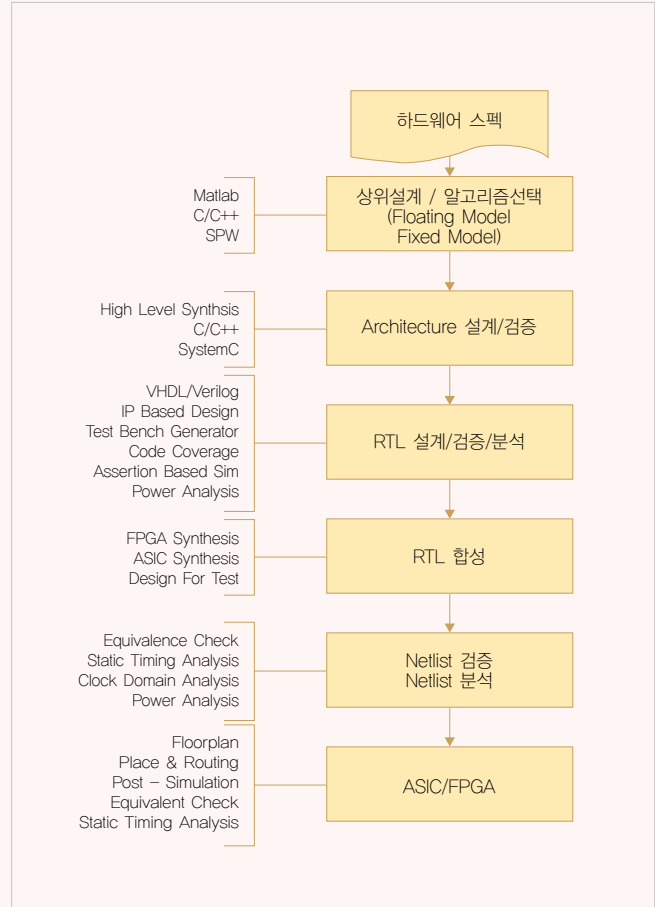 하드웨어 스펙
Matlab
C/C++
SPW
상위설계 / 알고리즘선택
(Floating Model
Fixed Model)
High Level Synthsis
C/C++
SystemC
Architecture 설계/검증
VHDL/Verilog
IP Based Design
Test Bench Generator
Code Coverage
Assertion Based Sim
Power Analysis
RTL 설계/검증/분석
FPGA Synthesis
ASIC Synthesis
Design For Test
RTL 합성
Equivalence Check
Static Timing Analysis
Clock Domain Analysis
Power Analysis
Netlist 검증
Netlist 분석
Floorplan
Place & Routing
Post - Simulation
Equivalent Check
Static Timing Analysis
ASIC/FPGA